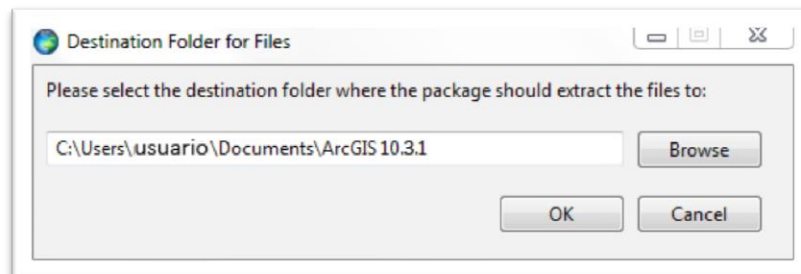 Destination Folder for Files
Please select the destination folder where the package should extract the files to:
C:\Users\usuario\Documents\ArcGIS 10.3.1
Browse
OK
Cancel